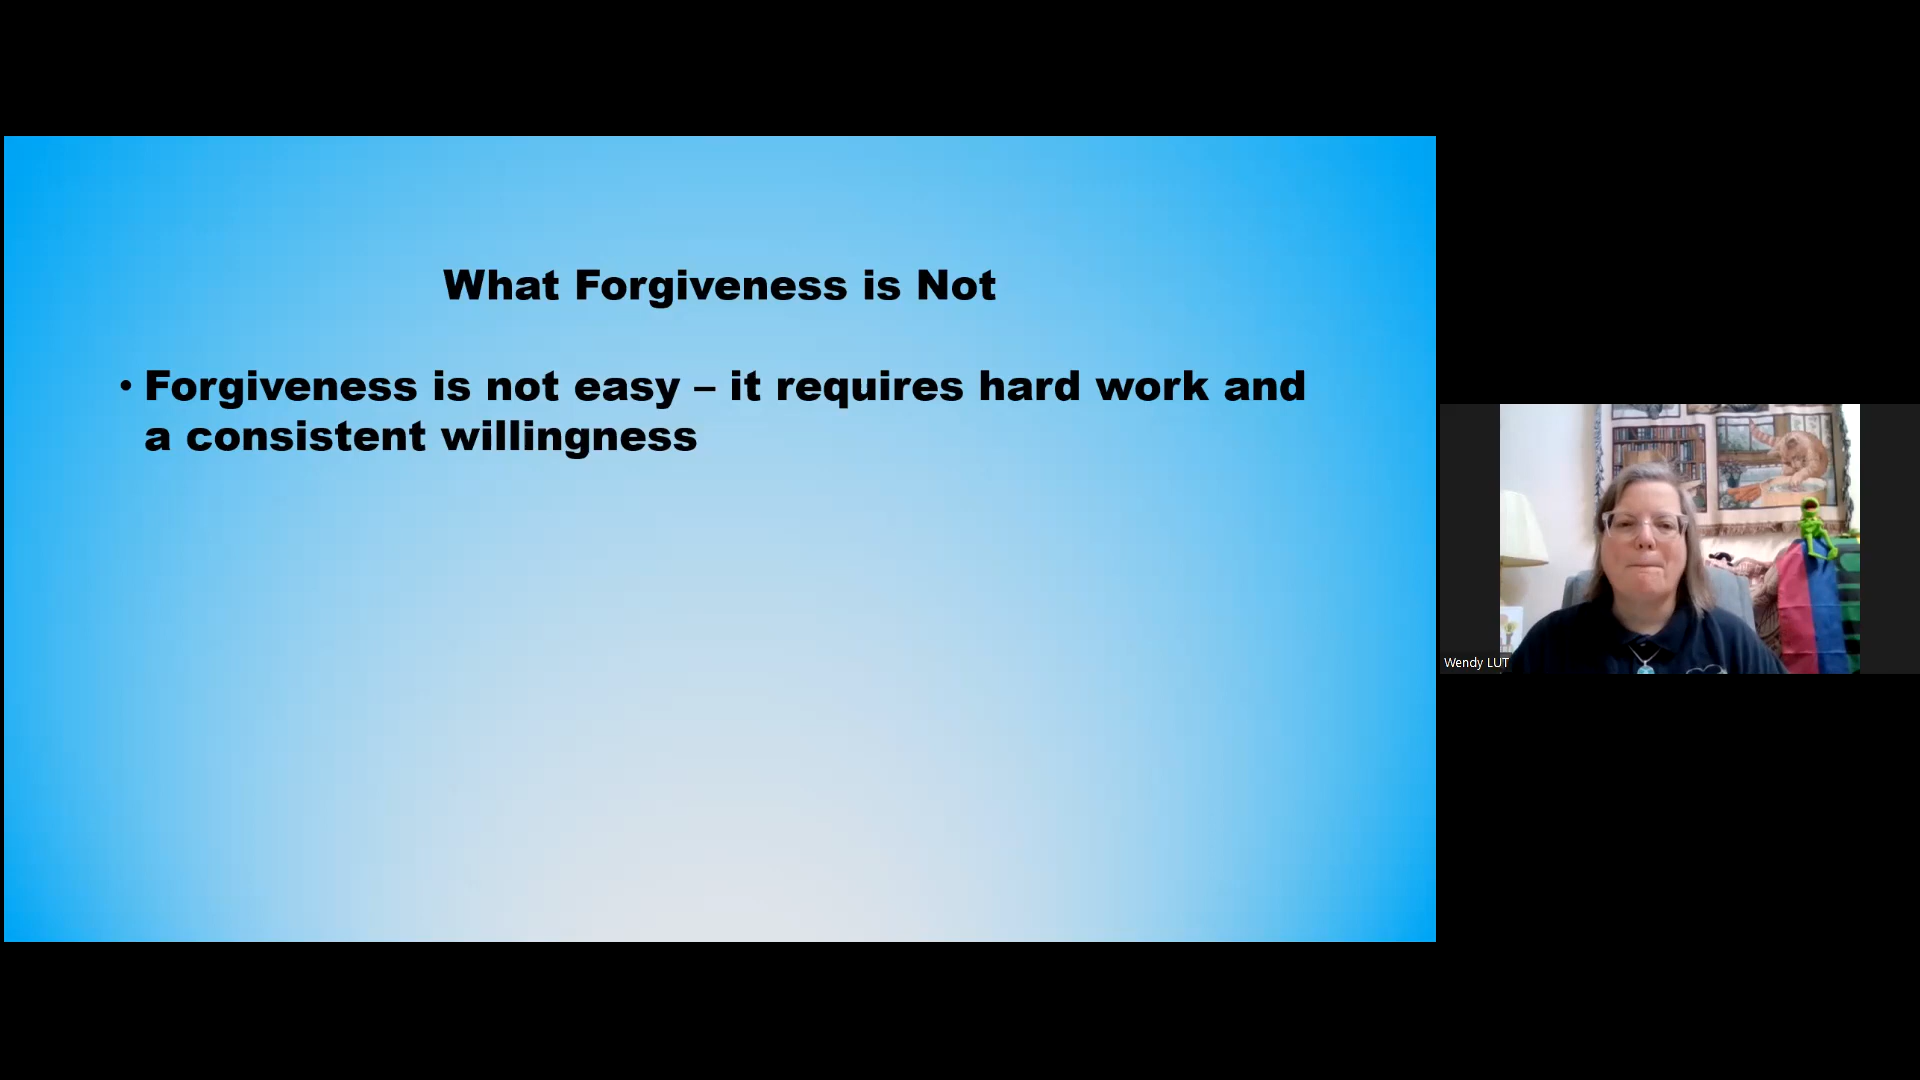 What Forgiveness is Not
• Forgiveness is not easy – it requires hard work and
a consistent willingness
Wendy LUT